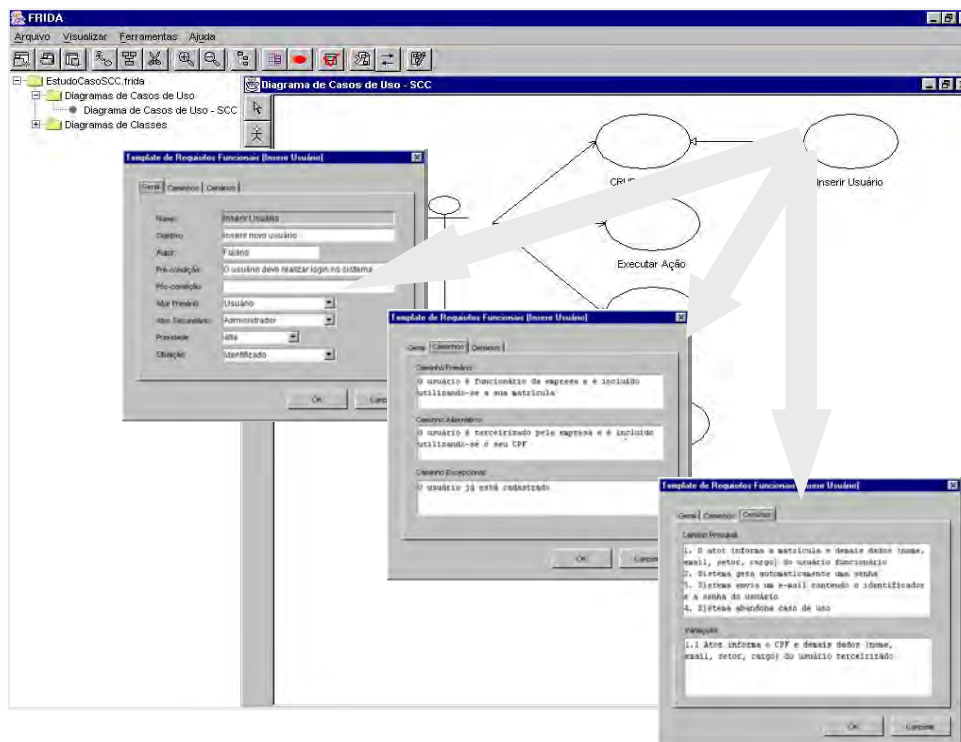 FRIDA
Arquivo Visualizar Ferramentas Ajuda
EstudoCasoSCC.frida
Diagramas de Casos de Uso
Diagrama de Casos de Uso - SCC
Diagramas de Classes
Diagrama de Casos de Uso - SCC
CRUD
Inserir Usuário
Executar Ação
Template de Requisitos Funcionais [Inserir Usuário]
Geral Caminhos Cenários
Nome: Inserir Usuário
Objetivo: Inserir novo usuário
Autor: Fulano
Pré-condição: O usuário deve realizar login no sistema
Pós-condição:
Ator Primário: Usuário
Ator Secundário: Administrador
Prioridade: alta
Situação: Identificado
OK
Template de Requisitos Funcionais [Inserir Usuário]
Geral Caminhos Cenários
Caminho Primário:
O usuário é funcionário da empresa e é incluído
utilizando-se a sua matrícula
Caminho Alternativo:
O usuário é terceirizado pela empresa e é incluído
utilizando-se o seu CPF
Caminho Excepcional:
O usuário já está cadastrado
OK
Template de Requisitos Funcionais [Inserir Usuário]
Geral Caminhos Cenários
Cenário Principal:
1. O ator informa a matrícula e demais dados (nome,
email, setor, cargo) do usuário funcionário
2. Sistema gera automaticamente uma senha
3. Sistema envia um e-mail contendo o identificador
e a senha do usuário
4. Sistema abandona caso de uso
Variações:
1.1 Ator informa o CPF e demais dados (nome,
email, setor, cargo) do usuário terceirizado
OK Cancelar